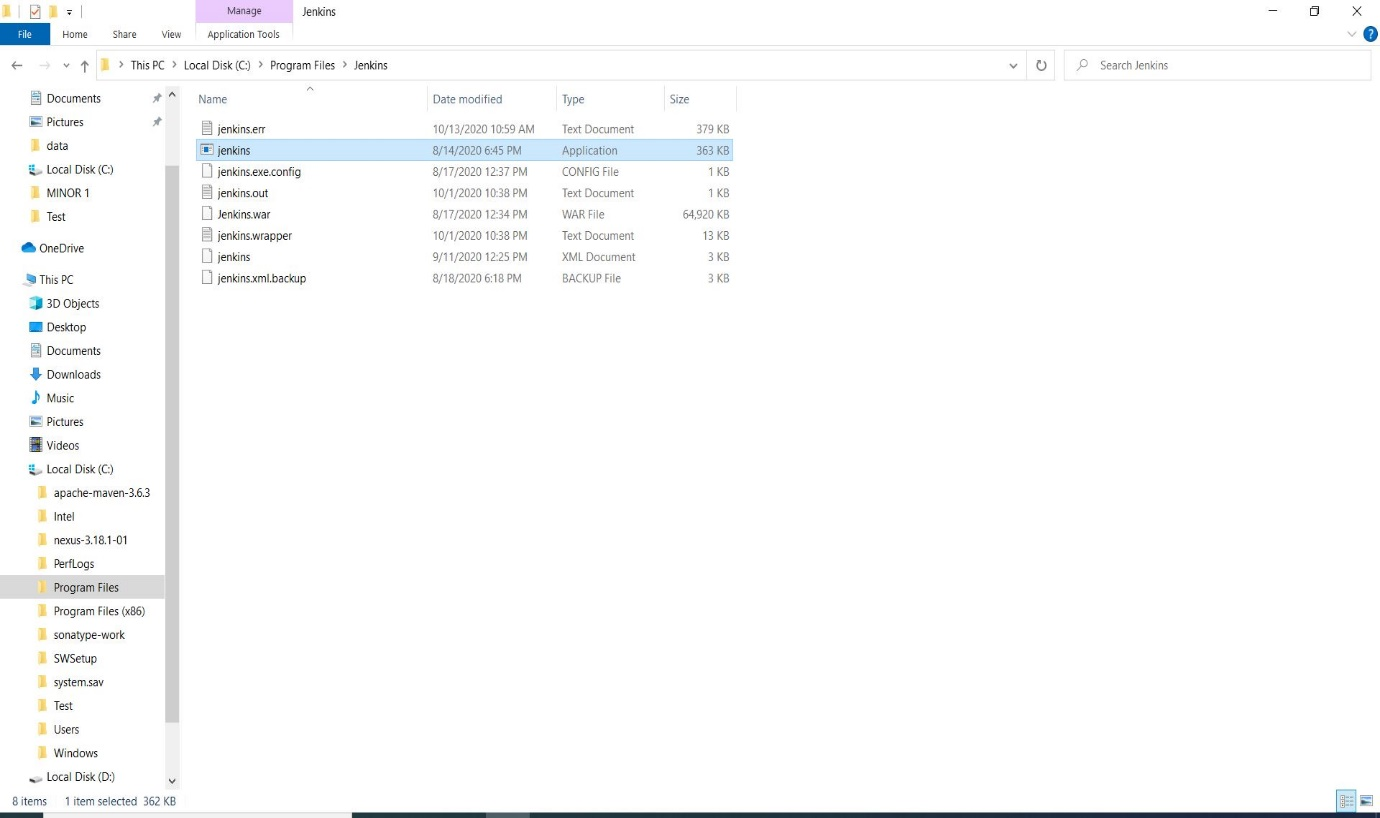 Manage Jenkins
File Home Share View Application Tools ?
This PC Local Disk (C:) Program Files Jenkins Search Jenkins
Documents
Pictures
data
Local Disk (C:)
MINOR 1
Test
OneDrive
This PC
3D Objects
Desktop
Documents
Downloads
Music
Pictures
Videos
Local Disk (C:)
apache-maven-3.6.3
Intel
nexus-3.18.1-01
PerfLogs
Program Files
Program Files (x86)
sonatype-work
SWSetup
system.sav
Test
Users
Windows
Local Disk (D:)
Name Date modified Type Size
jenkins.err 10/13/2020 10:59 AM Text Document 379 KB
jenkins 8/14/2020 6:45 PM Application 363 KB
jenkins.exe.config 8/17/2020 12:37 PM CONFIG File 1 KB
jenkins.out 10/1/2020 10:38 PM Text Document 1 KB
Jenkins.war 8/17/2020 12:34 PM WAR File 64,920 KB
jenkins.wrapper 10/1/2020 10:38 PM Text Document 13 KB
jenkins 9/11/2020 12:25 PM XML Document 3 KB
jenkins.xml.backup 8/18/2020 6:18 PM BACKUP File 3 KB
8 items 1 item selected 362 KB